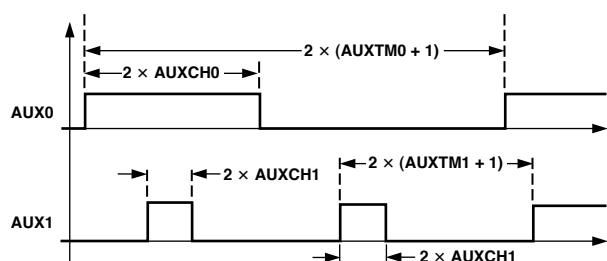 2 × (AUXTM0 + 1)
2 × AUXCH0
AUX0
2 × (AUXTM1 + 1)
2 × AUXCH1
AUX1
2 × AUXCH1